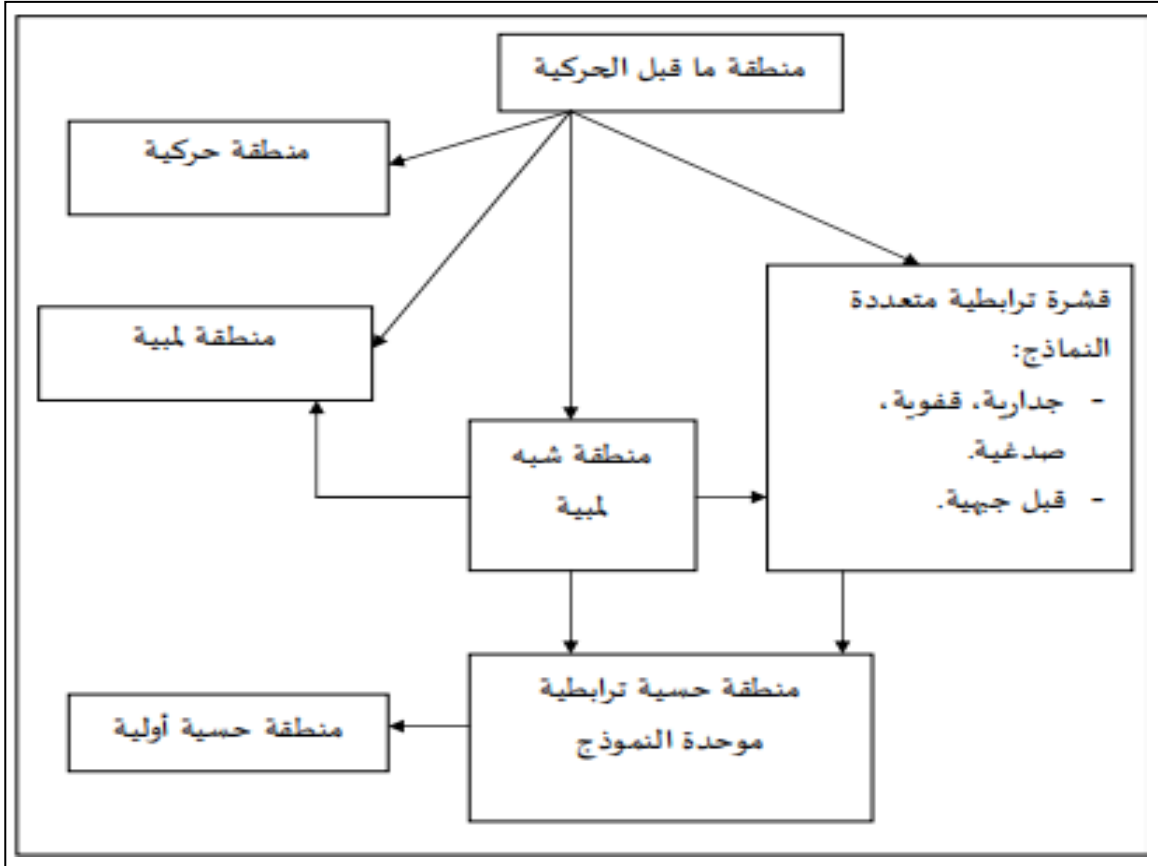 منطقة ما قبل الحركية
منطقة حركية
قشرة ترابطية متعددة
النماذج:
- جدارية، قفوية،
صدغية.
- قبل جبهية.
منطقة لمبية
منطقة شبه
لمبية
منطقة حسية ترابطية
موحدة النموذج
منطقة حسية أولية